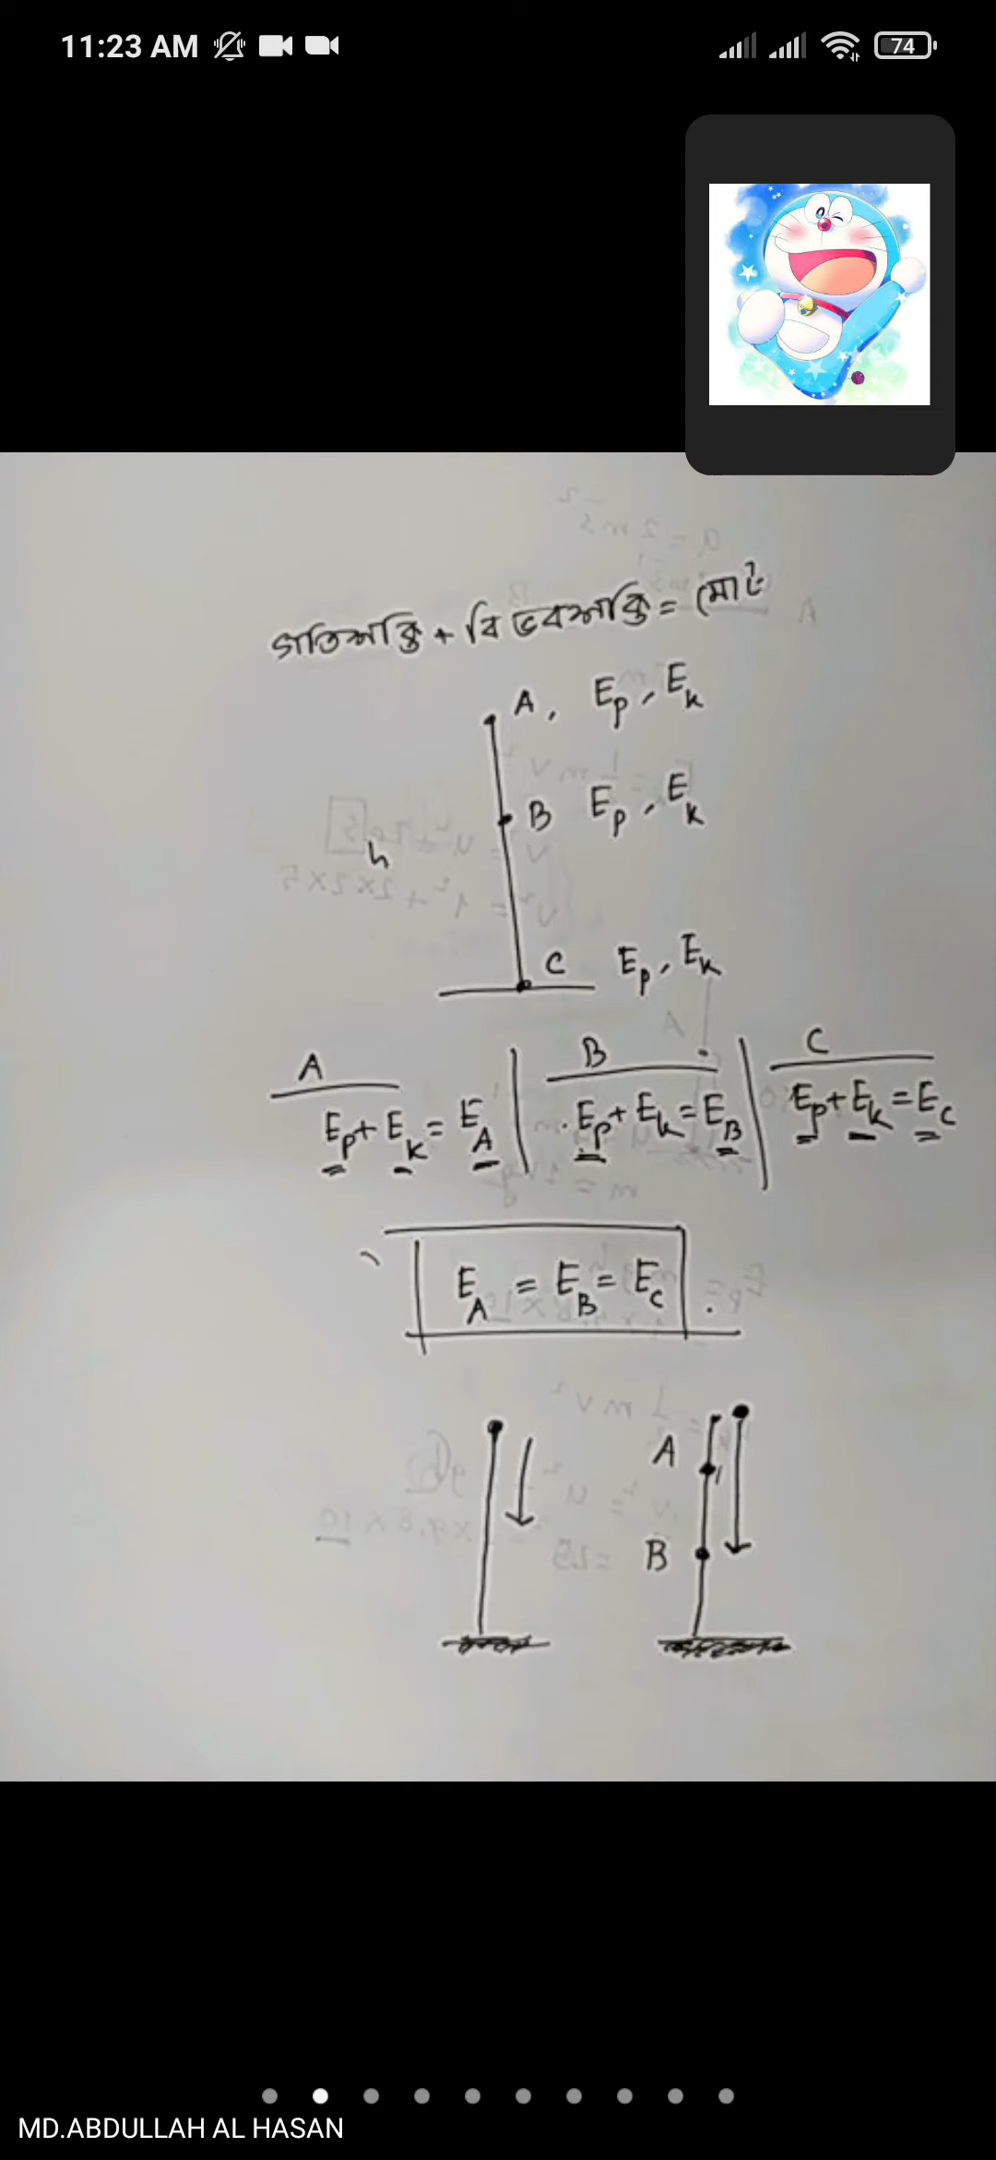 11:23 AM
74
গতিশক্তি + বিভবশক্তি = মোট
A, Ep, Ek
B Ep, Ek
h
C Ep, Ek
A
Ep + Ek = EA
B
Ep + Ek = EB
C
Ep + Ek = EC
EA = EB = EC
A
B
MD.ABDULLAH AL HASAN